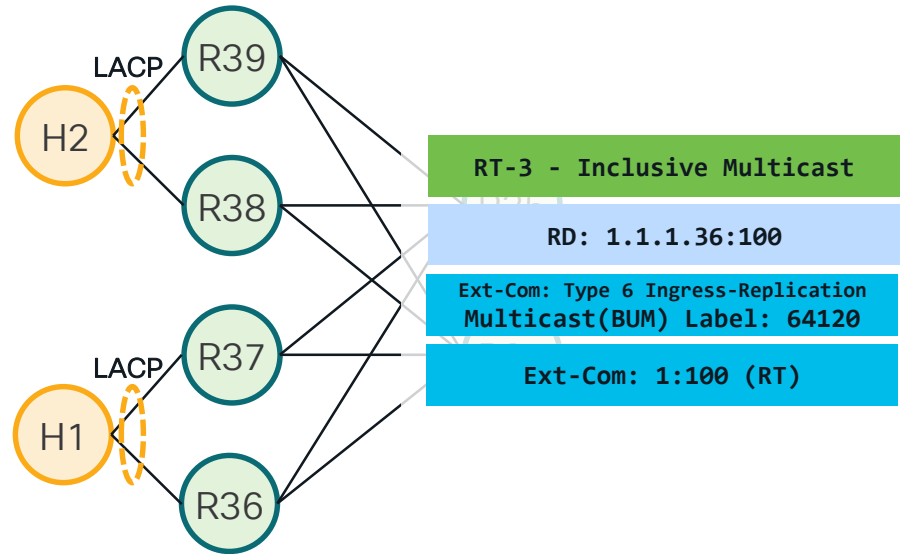 R39
LACP
H2
R38
RT-3 - Inclusive Multicast
RD: 1.1.1.36:100
Ext-Com: Type 6 Ingress-Replication
Multicast(BUM) Label: 64120
Ext-Com: 1:100 (RT)
R37
LACP
H1
R36